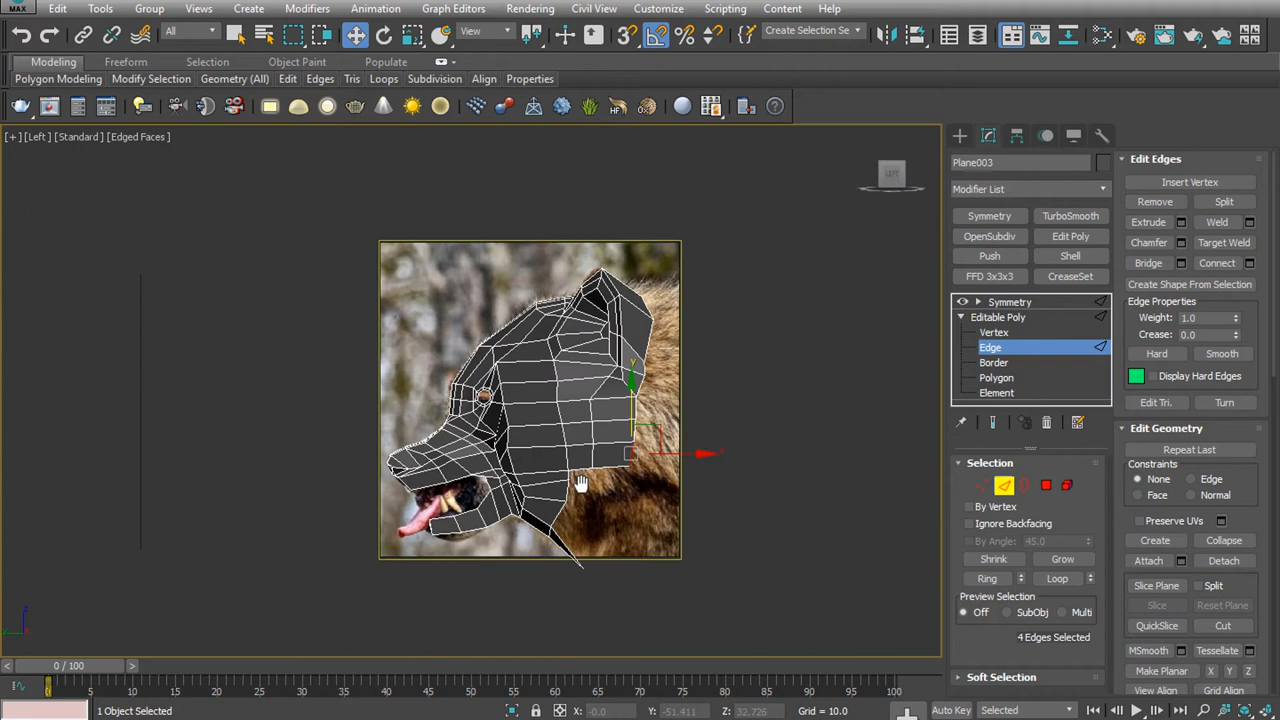 Edit Tools Group Views Create Modifiers Animation Graph Editors Rendering Civil View Customize Scripting Content Help
MAX All View 3 Create Selection Se
Modeling Freeform Selection Object Paint Populate
Polygon Modeling Modify Selection Geometry (All) Edit Edges Tris Loops Subdivision Align Properties
[+] [Left] [Standard] [Edged Faces]
LEFT
y
x
z
y
x
Plane003
Modifier List
Symmetry TurboSmooth
OpenSubdiv Edit Poly
Push Shell
FFD 3x3x3 CreaseSet
Symmetry
Editable Poly
Vertex
Edge
Border
Polygon
Element
Selection
By Vertex
Ignore Backfacing
By Angle: 45.0
Shrink Grow
Ring Loop
Preview Selection
Off SubObj Multi
4 Edges Selected
Soft Selection
Edit Edges
Insert Vertex
Remove Split
Extrude Weld
Chamfer Target Weld
Bridge Connect
Create Shape From Selection
Edge Properties
Weight: 1.0
Crease: 0.0
Hard Smooth
Display Hard Edges
Edit Tri. Turn
Edit Geometry
Repeat Last
Constraints
None Edge
Face Normal
Preserve UVs
Create Collapse
Attach Detach
Slice Plane Split
Slice Reset Plane
QuickSlice Cut
MSmooth Tessellate
Make Planar X Y Z
View Align Grid Align
< 0 / 100 >
0 5 10 15 20 25 30 35 40 45 50 55 60 65 70 75 80 85 90 95 100
1 Object Selected X: -0.0 Y: -51.411 Z: 32.726 Grid = 10.0 Auto Key Selected